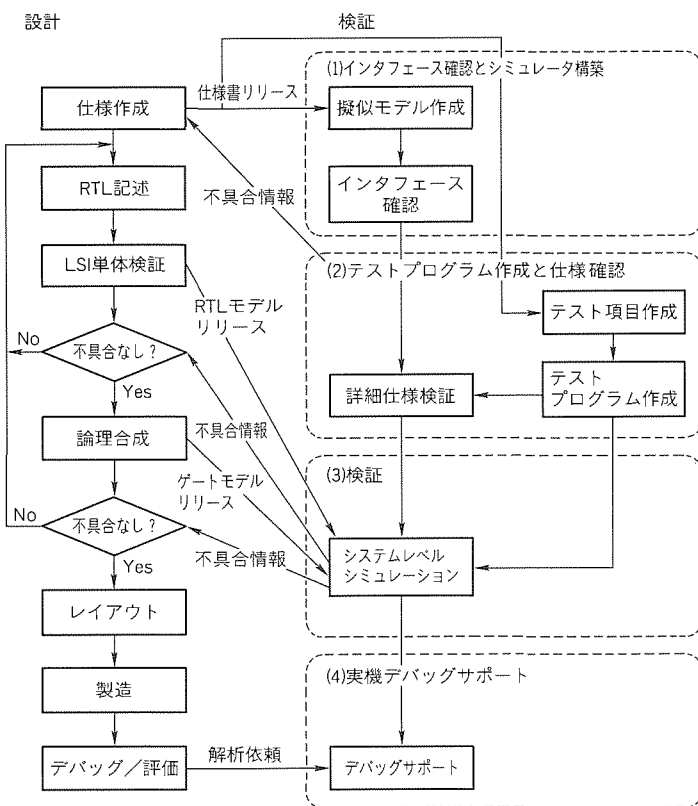 設計
検証
(1)インタフェース確認とシミュレータ構築
仕様書リリース
仕様作成
擬似モデル作成
RTL記述
不具合情報
インタフェース
確認
LSI単体検証
(2)テストプログラム作成と仕様確認
RTLモデル
リリース
テスト項目作成
No
不具合なし?
Yes
詳細仕様検証
テスト
プログラム作成
論理合成
不具合情報
ゲートモデル
リリース
(3)検証
No
不具合なし?
Yes
不具合情報
システムレベル
シミュレーション
レイアウト
製造
(4)実機デバッグサポート
デバッグ/評価
解析依頼
デバッグサポート